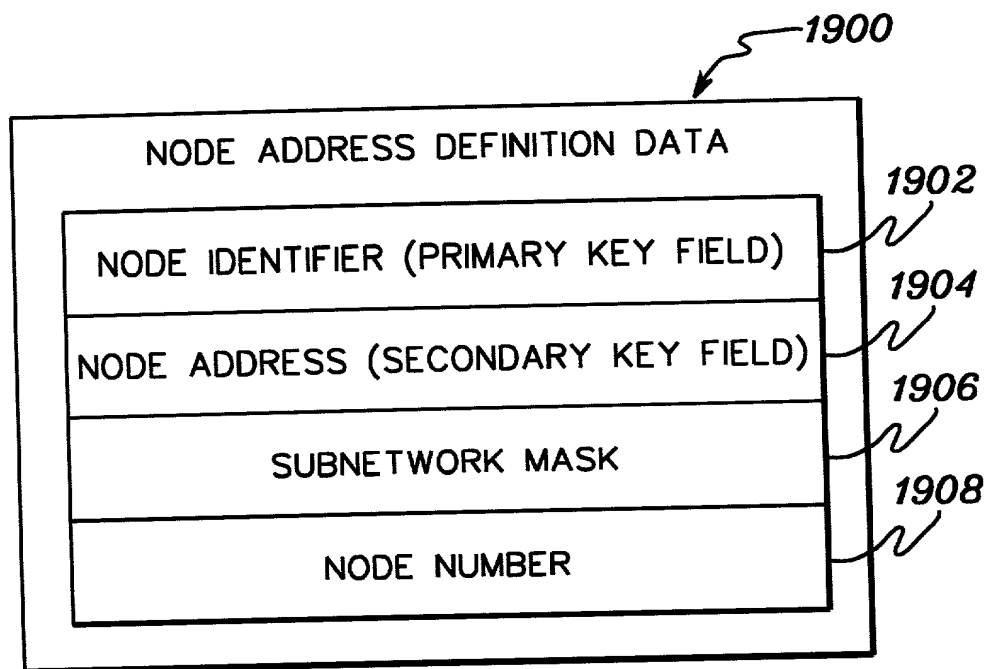 1900
NODE ADDRESS DEFINITION DATA
1902
NODE IDENTIFIER (PRIMARY KEY FIELD)
1904
NODE ADDRESS (SECONDARY KEY FIELD)
1906
SUBNETWORK MASK
1908
NODE NUMBER